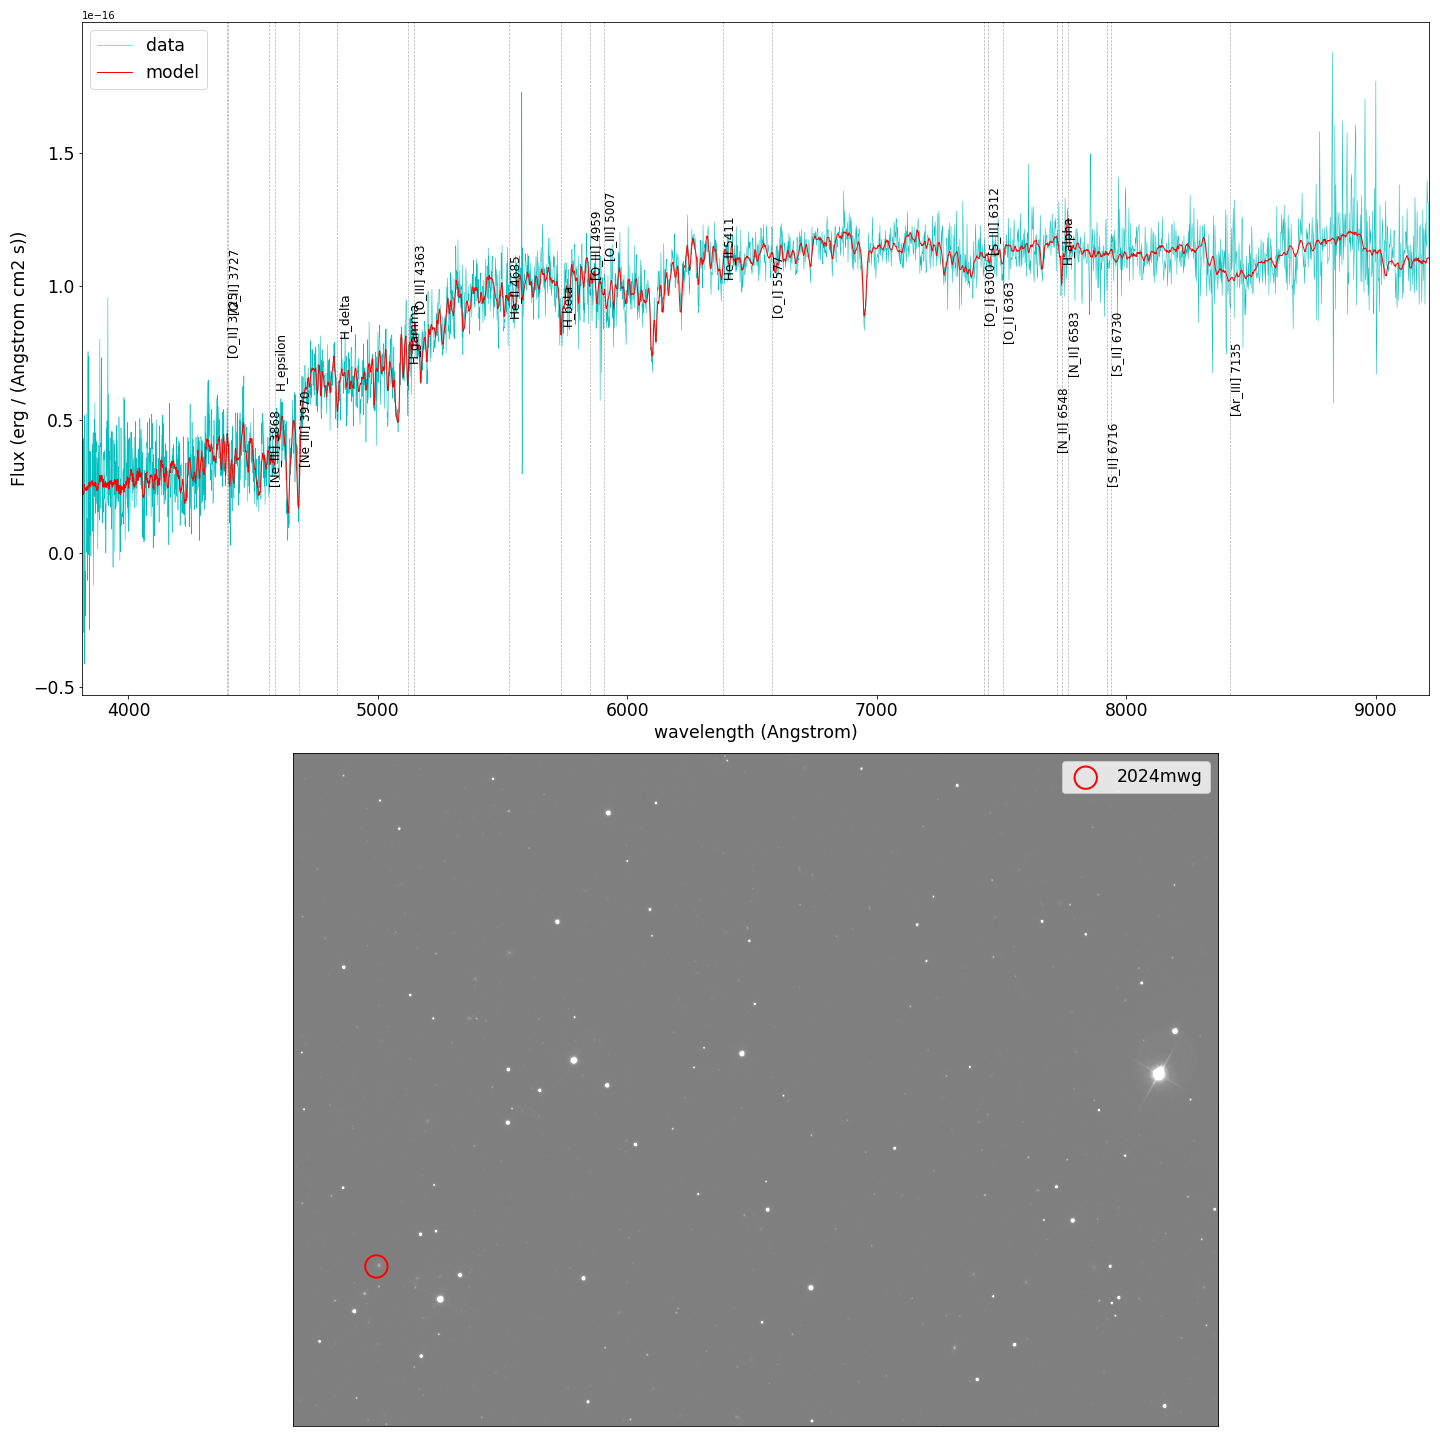 1e−16
data
model
Flux (erg / (Angstrom cm2 s))
1.5
1.0
0.5
0.0
−0.5
[O_II] 3725
[O_II] 3727
[Ne_III] 3868
H_epsilon
[Ne_III] 3970
H_delta
H_gamma
[O_III] 4363
He_II 4685
H_beta
[O_III] 4959
[O_III] 5007
He_II 5411
[O_I] 5577
[O_I] 6300
[S_III] 6312
[O_I] 6363
[N_II] 6548
H_alpha
[N_II] 6583
[S_II] 6716
[S_II] 6730
[Ar_III] 7135
4000 5000 6000 7000 8000 9000
wavelength (Angstrom)
2024mwg